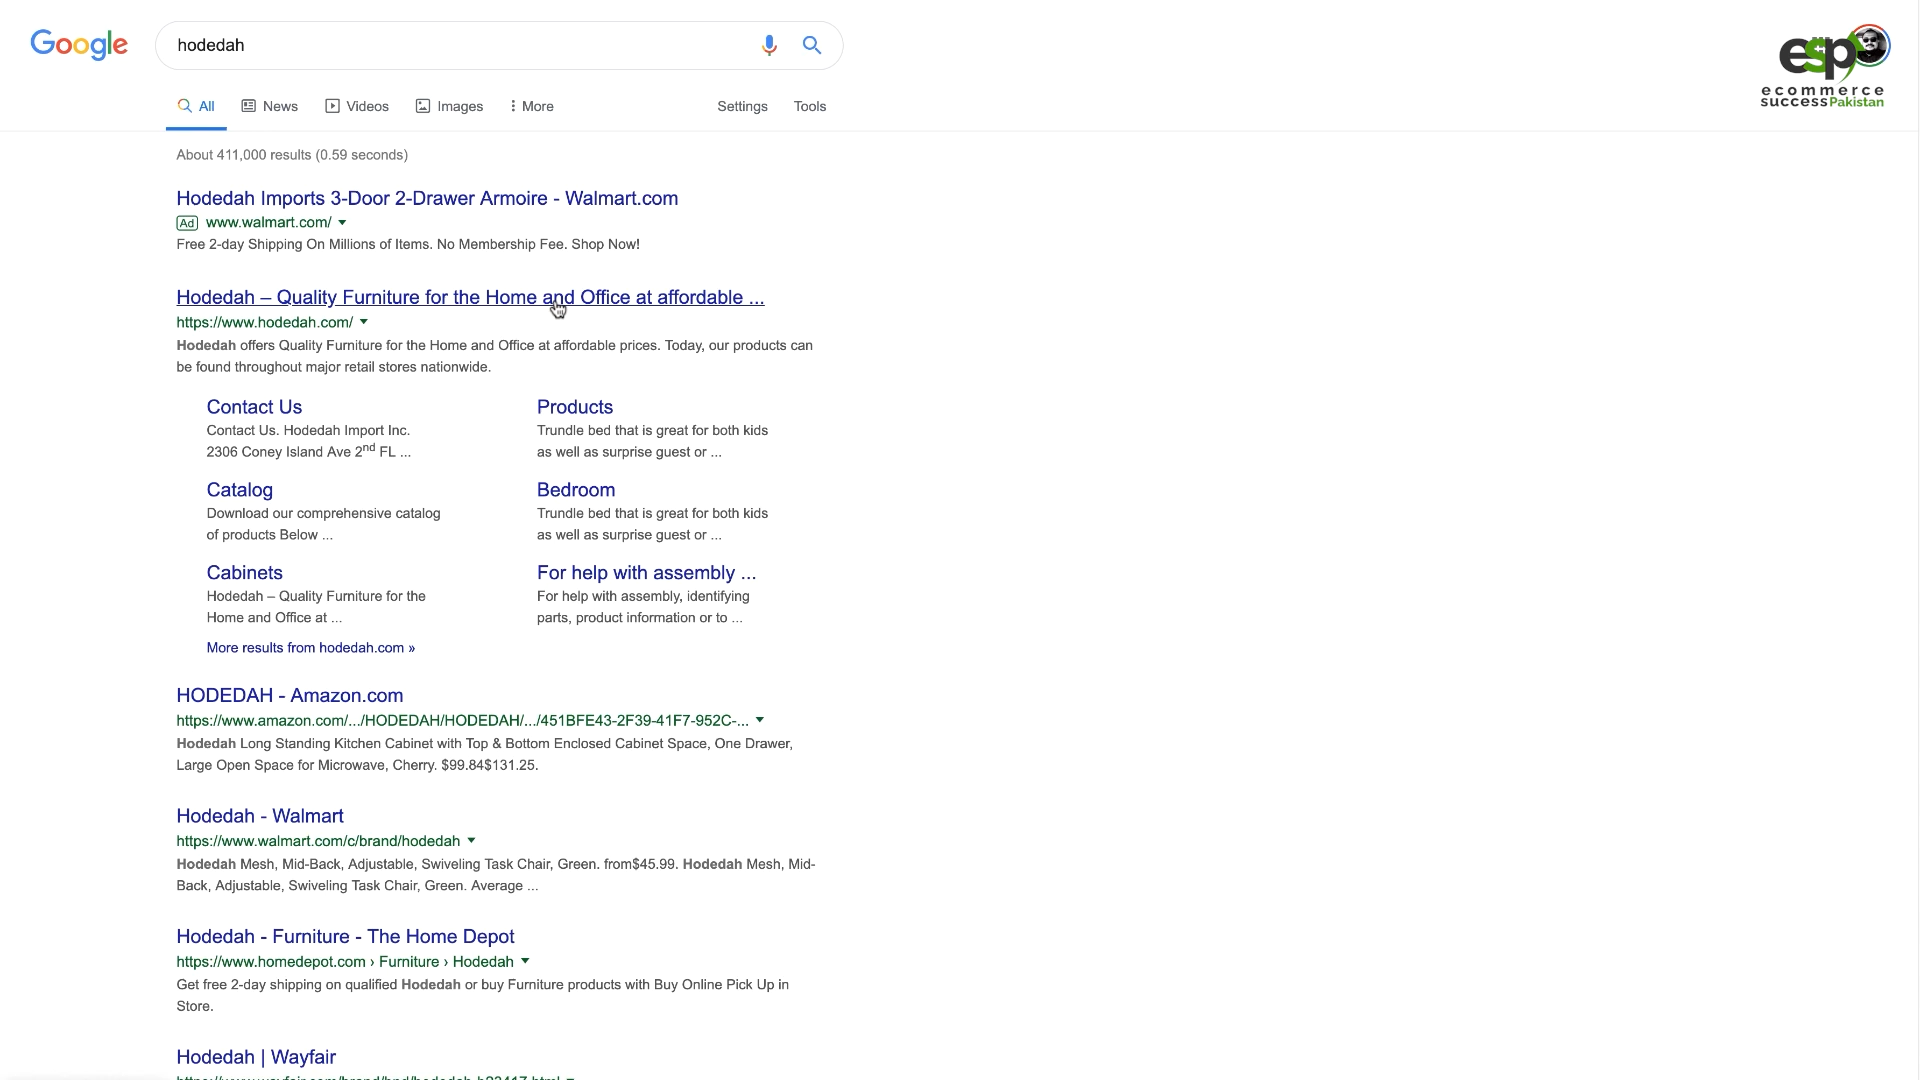 Google
hodedah
esp
ecommerce
successPakistan
All
News
Videos
Images
More
Settings
Tools
About 411,000 results (0.59 seconds)
Hodedah Imports 3-Door 2-Drawer Armoire - Walmart.com
Ad www.walmart.com/
Free 2-day Shipping On Millions of Items. No Membership Fee. Shop Now!
Hodedah – Quality Furniture for the Home and Office at affordable ...
https://www.hodedah.com/
Hodedah offers Quality Furniture for the Home and Office at affordable prices. Today, our products can
be found throughout major retail stores nationwide.
Contact Us
Contact Us. Hodedah Import Inc.
2306 Coney Island Ave 2nd FL ...
Products
Trundle bed that is great for both kids
as well as surprise guest or ...
Catalog
Download our comprehensive catalog
of products Below ...
Bedroom
Trundle bed that is great for both kids
as well as surprise guest or ...
Cabinets
Hodedah – Quality Furniture for the
Home and Office at ...
For help with assembly ...
For help with assembly, identifying
parts, product information or to ...
More results from hodedah.com »
HODEDAH - Amazon.com
https://www.amazon.com/.../HODEDAH/HODEDAH/.../451BFE43-2F39-41F7-952C-...
Hodedah Long Standing Kitchen Cabinet with Top & Bottom Enclosed Cabinet Space, One Drawer,
Large Open Space for Microwave, Cherry. $99.84$131.25.
Hodedah - Walmart
https://www.walmart.com/c/brand/hodedah
Hodedah Mesh, Mid-Back, Adjustable, Swiveling Task Chair, Green. from$45.99. Hodedah Mesh, Mid-
Back, Adjustable, Swiveling Task Chair, Green. Average ...
Hodedah - Furniture - The Home Depot
https://www.homedepot.com › Furniture › Hodedah
Get free 2-day shipping on qualified Hodedah or buy Furniture products with Buy Online Pick Up in
Store.
Hodedah | Wayfair